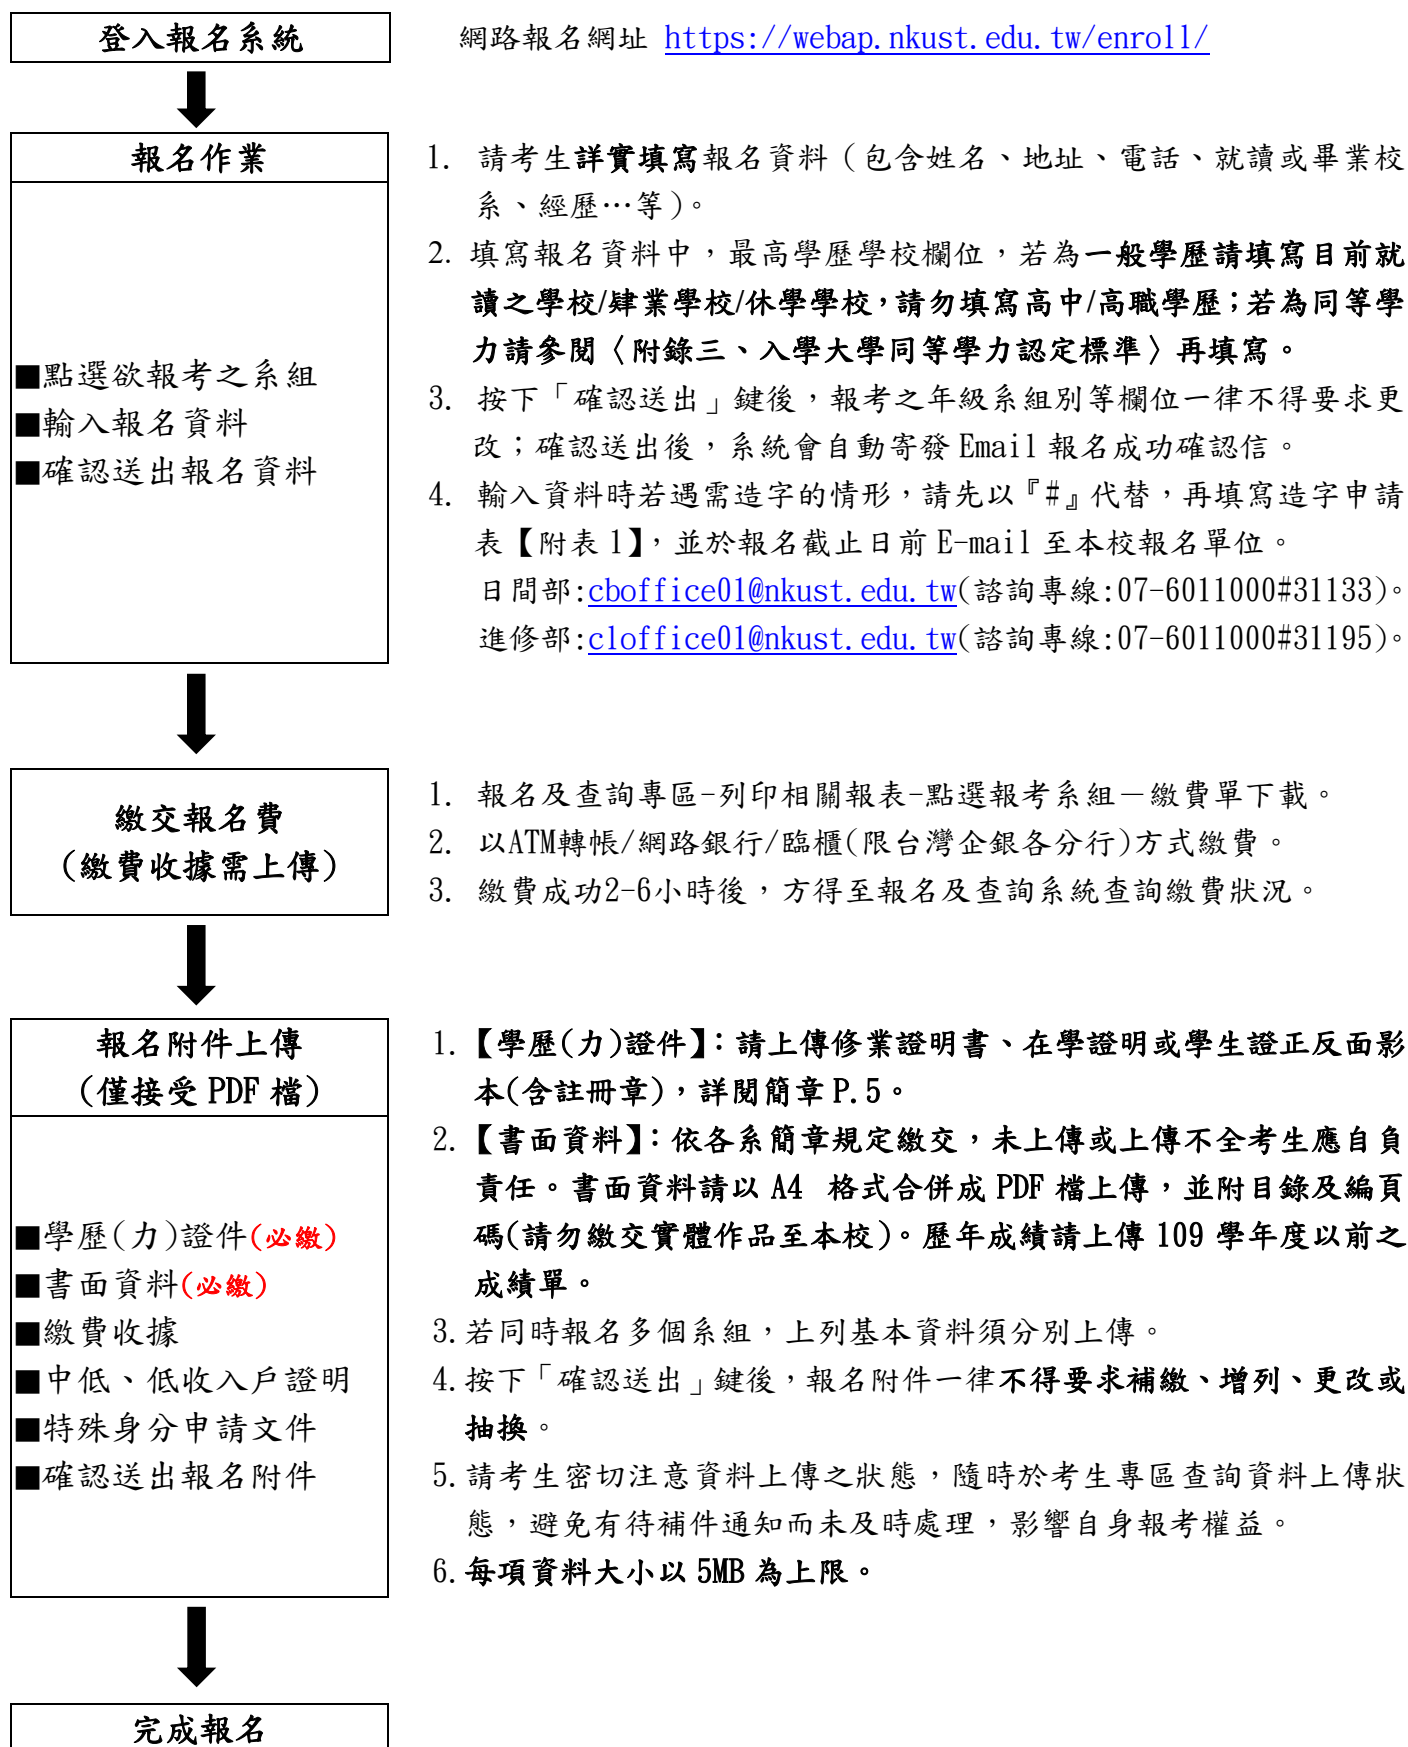 登入報名系統
網路報名網址 https://webap.nkust.edu.tw/enroll/
報名作業
■點選欲報考之系組
■輸入報名資料
■確認送出報名資料
1. 請考生詳實填寫報名資料（包含姓名、地址、電話、就讀或畢業校
系、經歷…等）。
2. 填寫報名資料中，最高學歷學校欄位，若為一般學歷請填寫目前就
讀之學校/肄業學校/休學學校，請勿填寫高中/高職學歷；若為同等學
力請參閱〈附錄三、入學大學同等學力認定標準〉再填寫。
3. 按下「確認送出」鍵後，報考之年級系組別等欄位一律不得要求更
改；確認送出後，系統會自動寄發 Email 報名成功確認信。
4. 輸入資料時若遇需造字的情形，請先以『#』代替，再填寫造字申請
表【附表 1】，並於報名截止日前 E-mail 至本校報名單位。
日間部:cboffice01@nkust.edu.tw(諮詢專線:07-6011000#31133)。
進修部:cloffice01@nkust.edu.tw(諮詢專線:07-6011000#31195)。
繳交報名費
(繳費收據需上傳)
1. 報名及查詢專區-列印相關報表-點選報考系組－繳費單下載。
2. 以ATM轉帳/網路銀行/臨櫃(限台灣企銀各分行)方式繳費。
3. 繳費成功2-6小時後，方得至報名及查詢系統查詢繳費狀況。
報名附件上傳
(僅接受 PDF 檔)
■學歷(力)證件(必繳)
■書面資料(必繳)
■繳費收據
■中低、低收入戶證明
■特殊身分申請文件
■確認送出報名附件
1.【學歷(力)證件】：請上傳修業證明書、在學證明或學生證正反面影
本(含註冊章)，詳閱簡章 P.5。
2.【書面資料】：依各系簡章規定繳交，未上傳或上傳不全考生應自負
責任。書面資料請以 A4 格式合併成 PDF 檔上傳，並附目錄及編頁
碼(請勿繳交實體作品至本校)。歷年成績請上傳 109 學年度以前之
成績單。
3.若同時報名多個系組，上列基本資料須分別上傳。
4.按下「確認送出」鍵後，報名附件一律不得要求補繳、增列、更改或
抽換。
5.請考生密切注意資料上傳之狀態，隨時於考生專區查詢資料上傳狀
態，避免有待補件通知而未及時處理，影響自身報考權益。
6.每項資料大小以 5MB 為上限。
完成報名